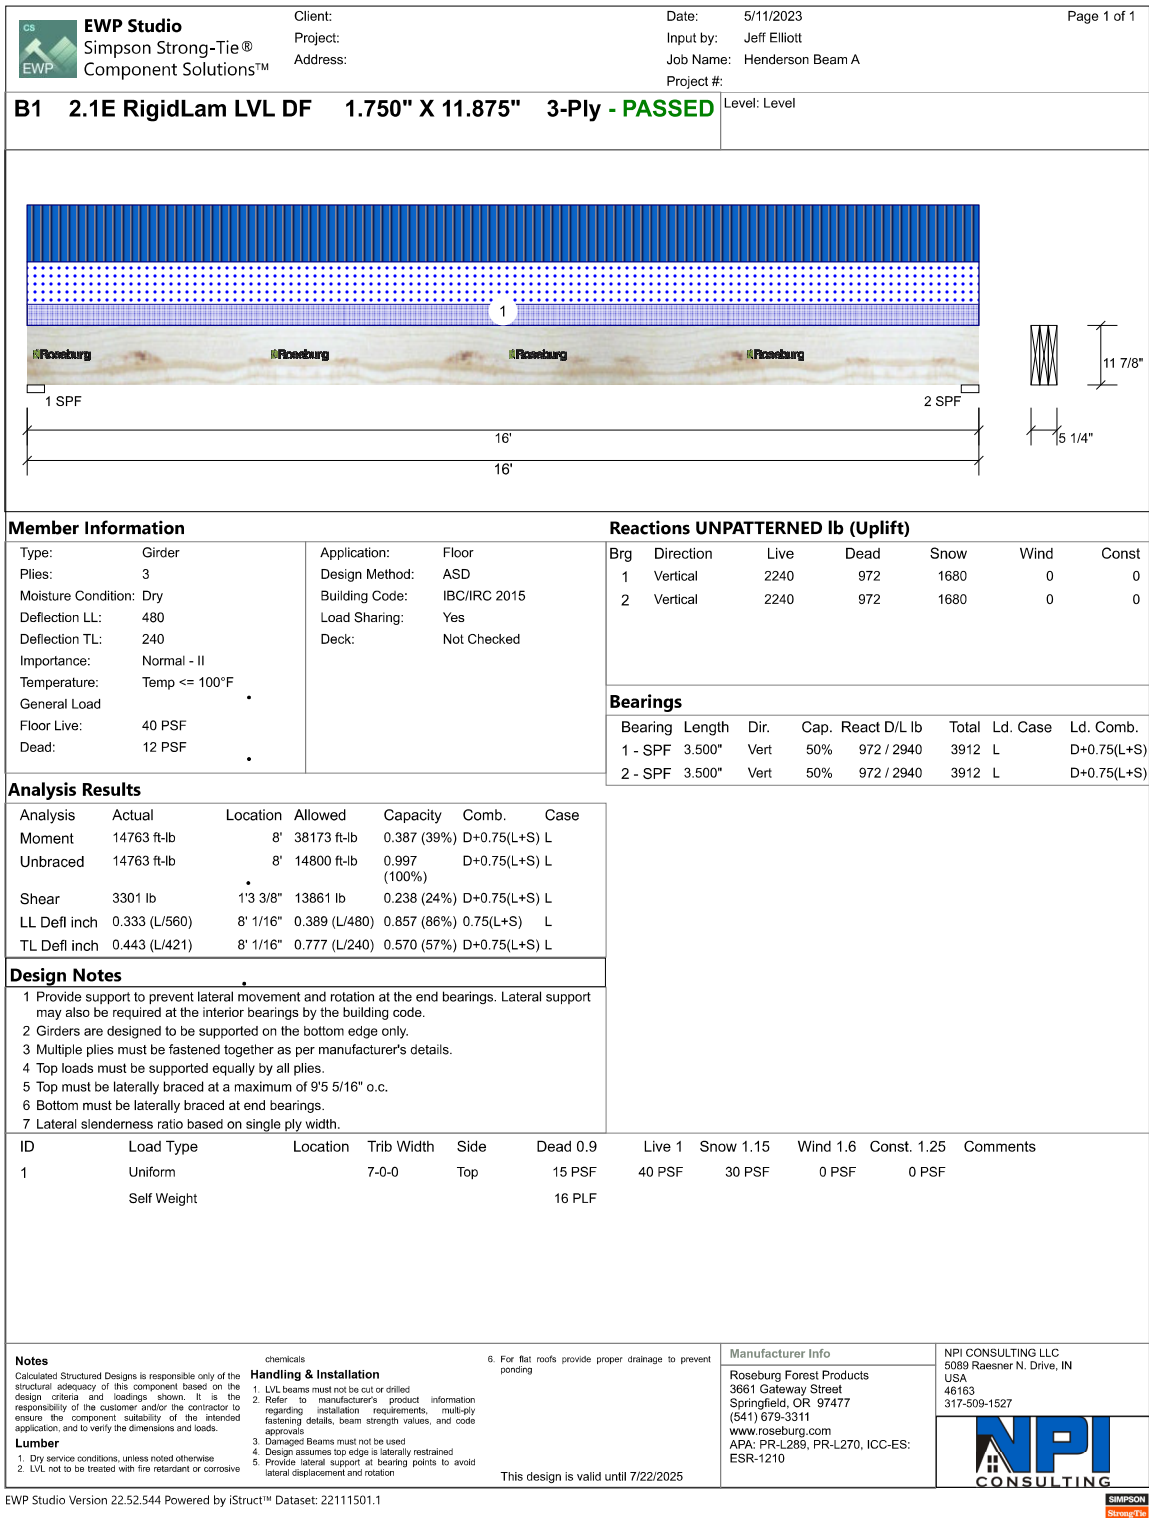 CS
EWP
EWP Studio
Simpson Strong-Tie®
Component Solutions™
Client:
Project:
Address:
Date: 5/11/2023
Input by: Jeff Elliott
Job Name: Henderson Beam A
Project #:
Page 1 of 1
B1 2.1E RigidLam LVL DF 1.750" X 11.875" 3-Ply - PASSED
Level: Level
1
Roseburg Roseburg Roseburg Roseburg
1 SPF 2 SPF
16'
16'
11 7/8"
5 1/4"
Member Information
Type: Girder
Plies: 3
Moisture Condition: Dry
Deflection LL: 480
Deflection TL: 240
Importance: Normal - II
Temperature: Temp <= 100°F
General Load
Floor Live: 40 PSF
Dead: 12 PSF
Application: Floor
Design Method: ASD
Building Code: IBC/IRC 2015
Load Sharing: Yes
Deck: Not Checked
Reactions UNPATTERNED lb (Uplift)
Brg Direction Live Dead Snow Wind Const
1 Vertical 2240 972 1680 0 0
2 Vertical 2240 972 1680 0 0
Bearings
Bearing Length Dir. Cap. React D/L lb Total Ld. Case Ld. Comb.
1 - SPF 3.500" Vert 50% 972 / 2940 3912 L D+0.75(L+S)
2 - SPF 3.500" Vert 50% 972 / 2940 3912 L D+0.75(L+S)
Analysis Results
Analysis Actual Location Allowed Capacity Comb. Case
Moment 14763 ft-lb 8' 38173 ft-lb 0.387 (39%) D+0.75(L+S) L
Unbraced 14763 ft-lb 8' 14800 ft-lb 0.997 D+0.75(L+S) L
(100%)
Shear 3301 lb 1'3 3/8" 13861 lb 0.238 (24%) D+0.75(L+S) L
LL Defl inch 0.333 (L/560) 8' 1/16" 0.389 (L/480) 0.857 (86%) 0.75(L+S) L
TL Defl inch 0.443 (L/421) 8' 1/16" 0.777 (L/240) 0.570 (57%) D+0.75(L+S) L
Design Notes
1 Provide support to prevent lateral movement and rotation at the end bearings. Lateral support
may also be required at the interior bearings by the building code.
2 Girders are designed to be supported on the bottom edge only.
3 Multiple plies must be fastened together as per manufacturer's details.
4 Top loads must be supported equally by all plies.
5 Top must be laterally braced at a maximum of 9'5 5/16" o.c.
6 Bottom must be laterally braced at end bearings.
7 Lateral slenderness ratio based on single ply width.
ID Load Type Location Trib Width Side Dead 0.9 Live 1 Snow 1.15 Wind 1.6 Const. 1.25 Comments
1 Uniform 7-0-0 Top 15 PSF 40 PSF 30 PSF 0 PSF 0 PSF
Self Weight 16 PLF
Notes
Calculated Structured Designs is responsible only of the
structural adequacy of this component based on the
design criteria and loadings shown. It is the
responsibility of the customer and/or the contractor to
ensure the component suitability of the intended
application, and to verify the dimensions and loads.
Lumber
1. Dry service conditions, unless noted otherwise
2. LVL not to be treated with fire retardant or corrosive
chemicals
Handling & Installation
1. LVL beams must not be cut or drilled
2. Refer to manufacturer's product information
regarding installation requirements, multi-ply
fastening details, beam strength values, and code
approvals
3. Damaged Beams must not be used
4. Design assumes top edge is laterally restrained
5. Provide lateral support at bearing points to avoid
lateral displacement and rotation
6. For flat roofs provide proper drainage to prevent
ponding
This design is valid until 7/22/2025
Manufacturer Info
Roseburg Forest Products
3661 Gateway Street
Springfield, OR 97477
(541) 679-3311
www.roseburg.com
APA: PR-L289, PR-L270, ICC-ES:
ESR-1210
NPI CONSULTING LLC
5089 Raesner N. Drive, IN
USA
46163
317-509-1527
NPI
CONSULTING
EWP Studio Version 22.52.544 Powered by iStruct™ Dataset: 22111501.1
SIMPSON
Strong-Tie